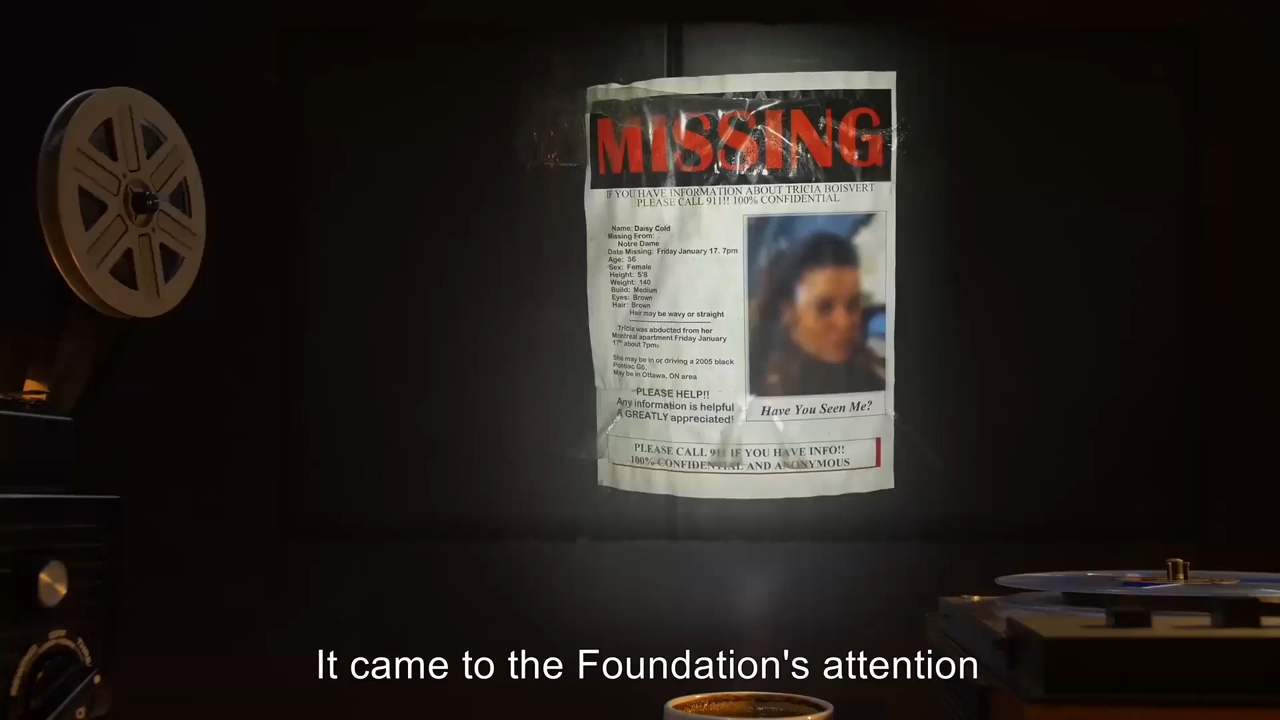 MISSING
IF YOU HAVE INFORMATION ABOUT TRICIA BOISVERT
PLEASE CALL 911!! 100% CONFIDENTIAL
Name: Daisy Cold
Missing From:
Notre Dame
Date Missing: Friday January 17. 7pm
Age: 36
Sex: Female
Height: 5'8
Weight: 140
Build: Medium
Eyes: Brown
Hair: Brown
Hair may be wavy or straight
Tricia was abducted from her
Montreal apartment Friday January
17th about 7pm.
She may be in or driving a 2005 black
Pontiac G6.
May be in Ottawa, ON area
PLEASE HELP!!
Any information is helpful
& GREATLY appreciated!
Have You Seen Me?
PLEASE CALL 911 IF YOU HAVE INFO!!
100% CONFIDENTIAL AND ANONYMOUS
It came to the Foundation's attention